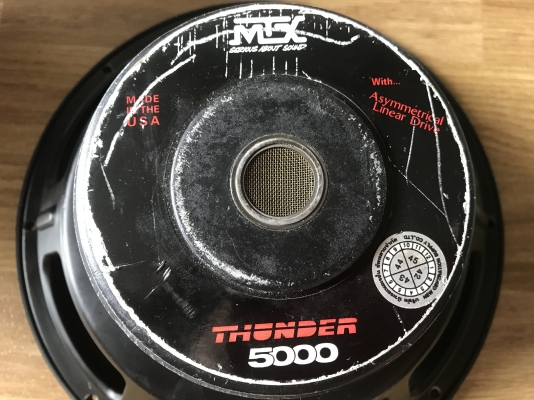 MTX
SERIOUS ABOUT SOUND
MADE
IN THE
USA
With...
Asymmetrical
Linear Drive
THUNDER
5000